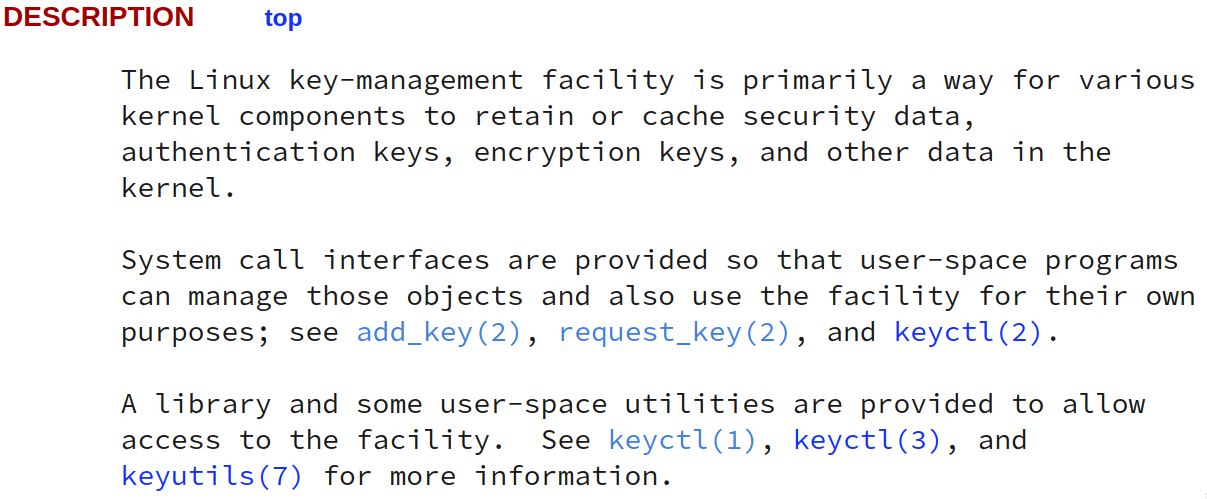 DESCRIPTION top
The Linux key-management facility is primarily a way for various
kernel components to retain or cache security data,
authentication keys, encryption keys, and other data in the
kernel.
System call interfaces are provided so that user-space programs
can manage those objects and also use the facility for their own
purposes; see add_key(2), request_key(2), and keyctl(2).
A library and some user-space utilities are provided to allow
access to the facility.  See keyctl(1), keyctl(3), and
keyutils(7) for more information.